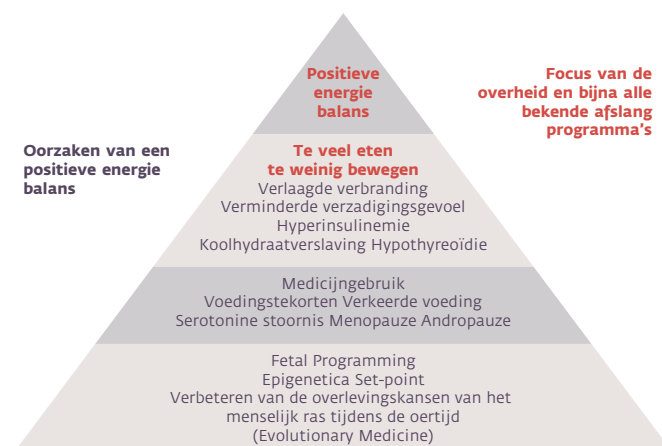 Positieve
energie
balans
Focus van de
overheid en bijna alle
bekende afslang
programma's
Oorzaken van een
positieve energie
balans
Te veel eten
te weinig bewegen
Verlaagde verbranding
Verminderde verzadigingsgevoel
Hyperinsulinemie
Koolhydraatverslaving Hypothyreoïdie
Medicijngebruik
Voedingstekorten Verkeerde voeding
Serotonine stoornis Menopauze Andropauze
Fetal Programming
Epigenetica Set-point
Verbeteren van de overlevingskansen van het
menselijk ras tijdens de oertijd
(Evolutionary Medicine)